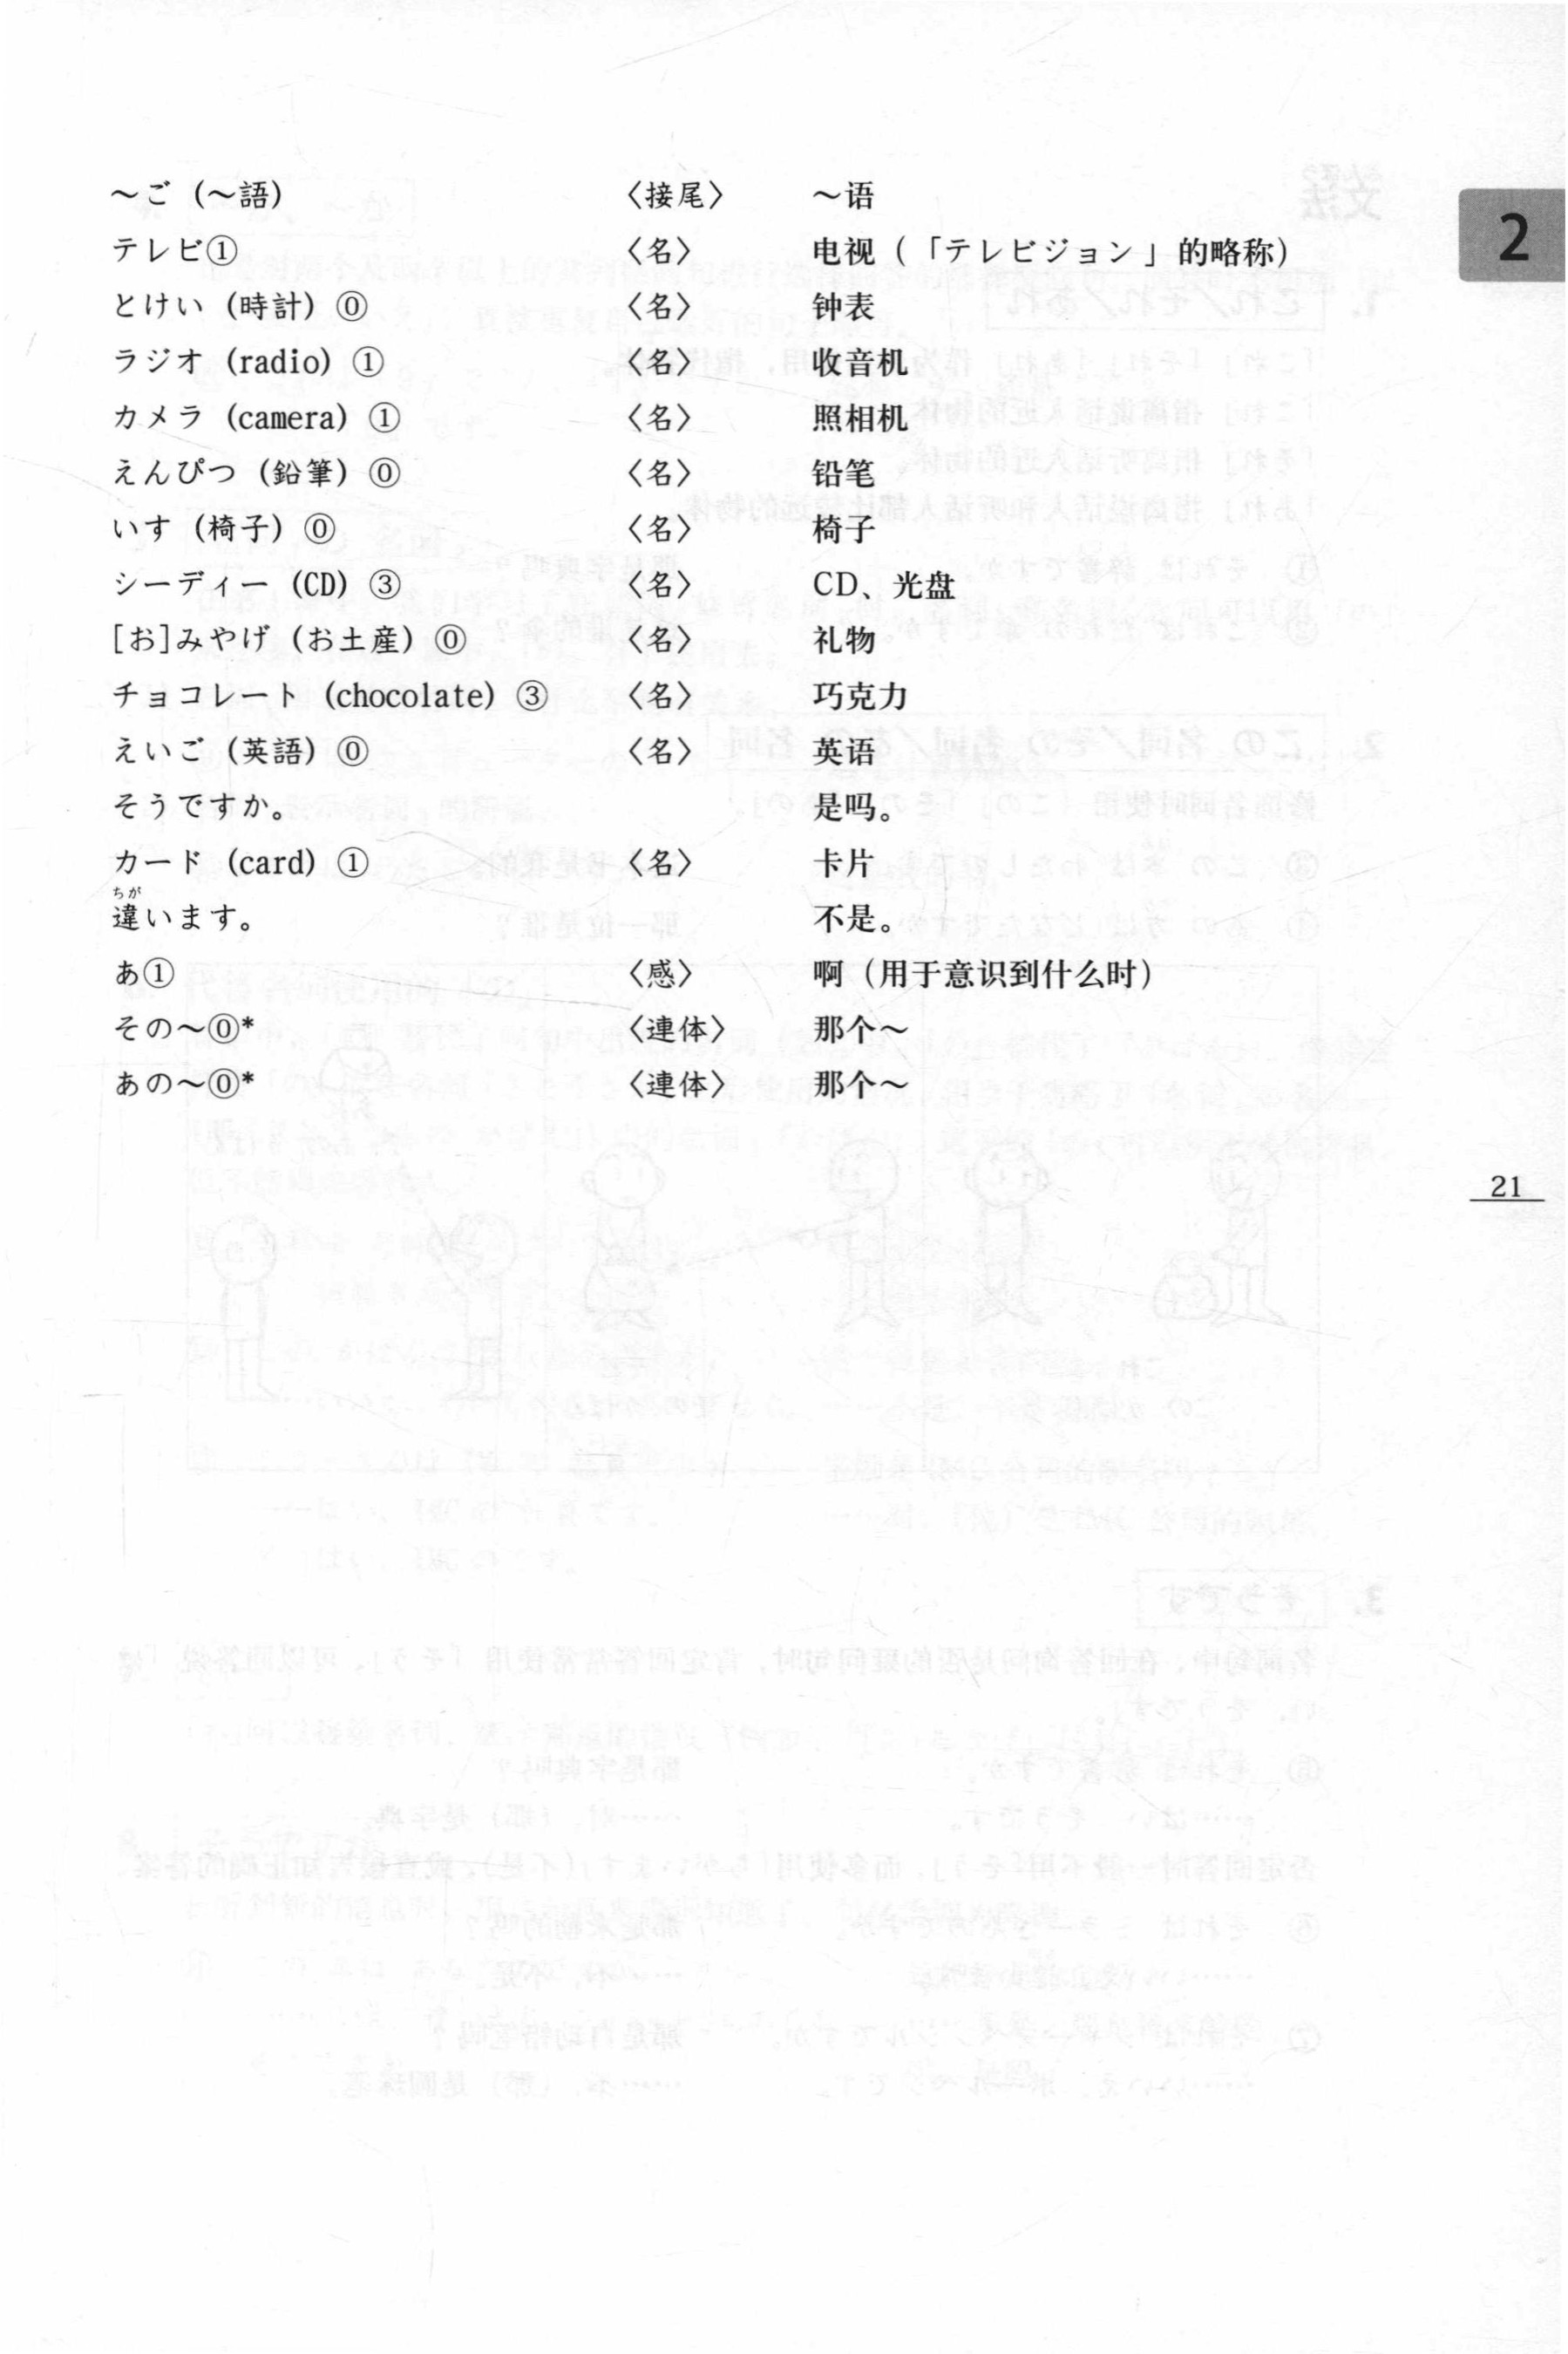 ～ご（～語） 〈接尾〉 ～语
テレビ① 〈名〉 电视（「テレビジョン」的略称）
とけい（時計）⓪ 〈名〉 钟表
ラジオ（radio）① 〈名〉 收音机
カメラ（camera）① 〈名〉 照相机
えんぴつ（鉛筆）⓪ 〈名〉 铅笔
いす（椅子）⓪ 〈名〉 椅子
シーディー（CD）③ 〈名〉 CD、光盘
[お]みやげ（お土産）⓪ 〈名〉 礼物
チョコレート（chocolate）③ 〈名〉 巧克力
えいご（英語）⓪ 〈名〉 英语
そうですか。 是吗。
カード（card）① 〈名〉 卡片
ちが
違います。 不是。
あ① 〈感〉 啊（用于意识到什么时）
その～⓪* 〈連体〉 那个～
あの～⓪* 〈連体〉 那个～
2
21